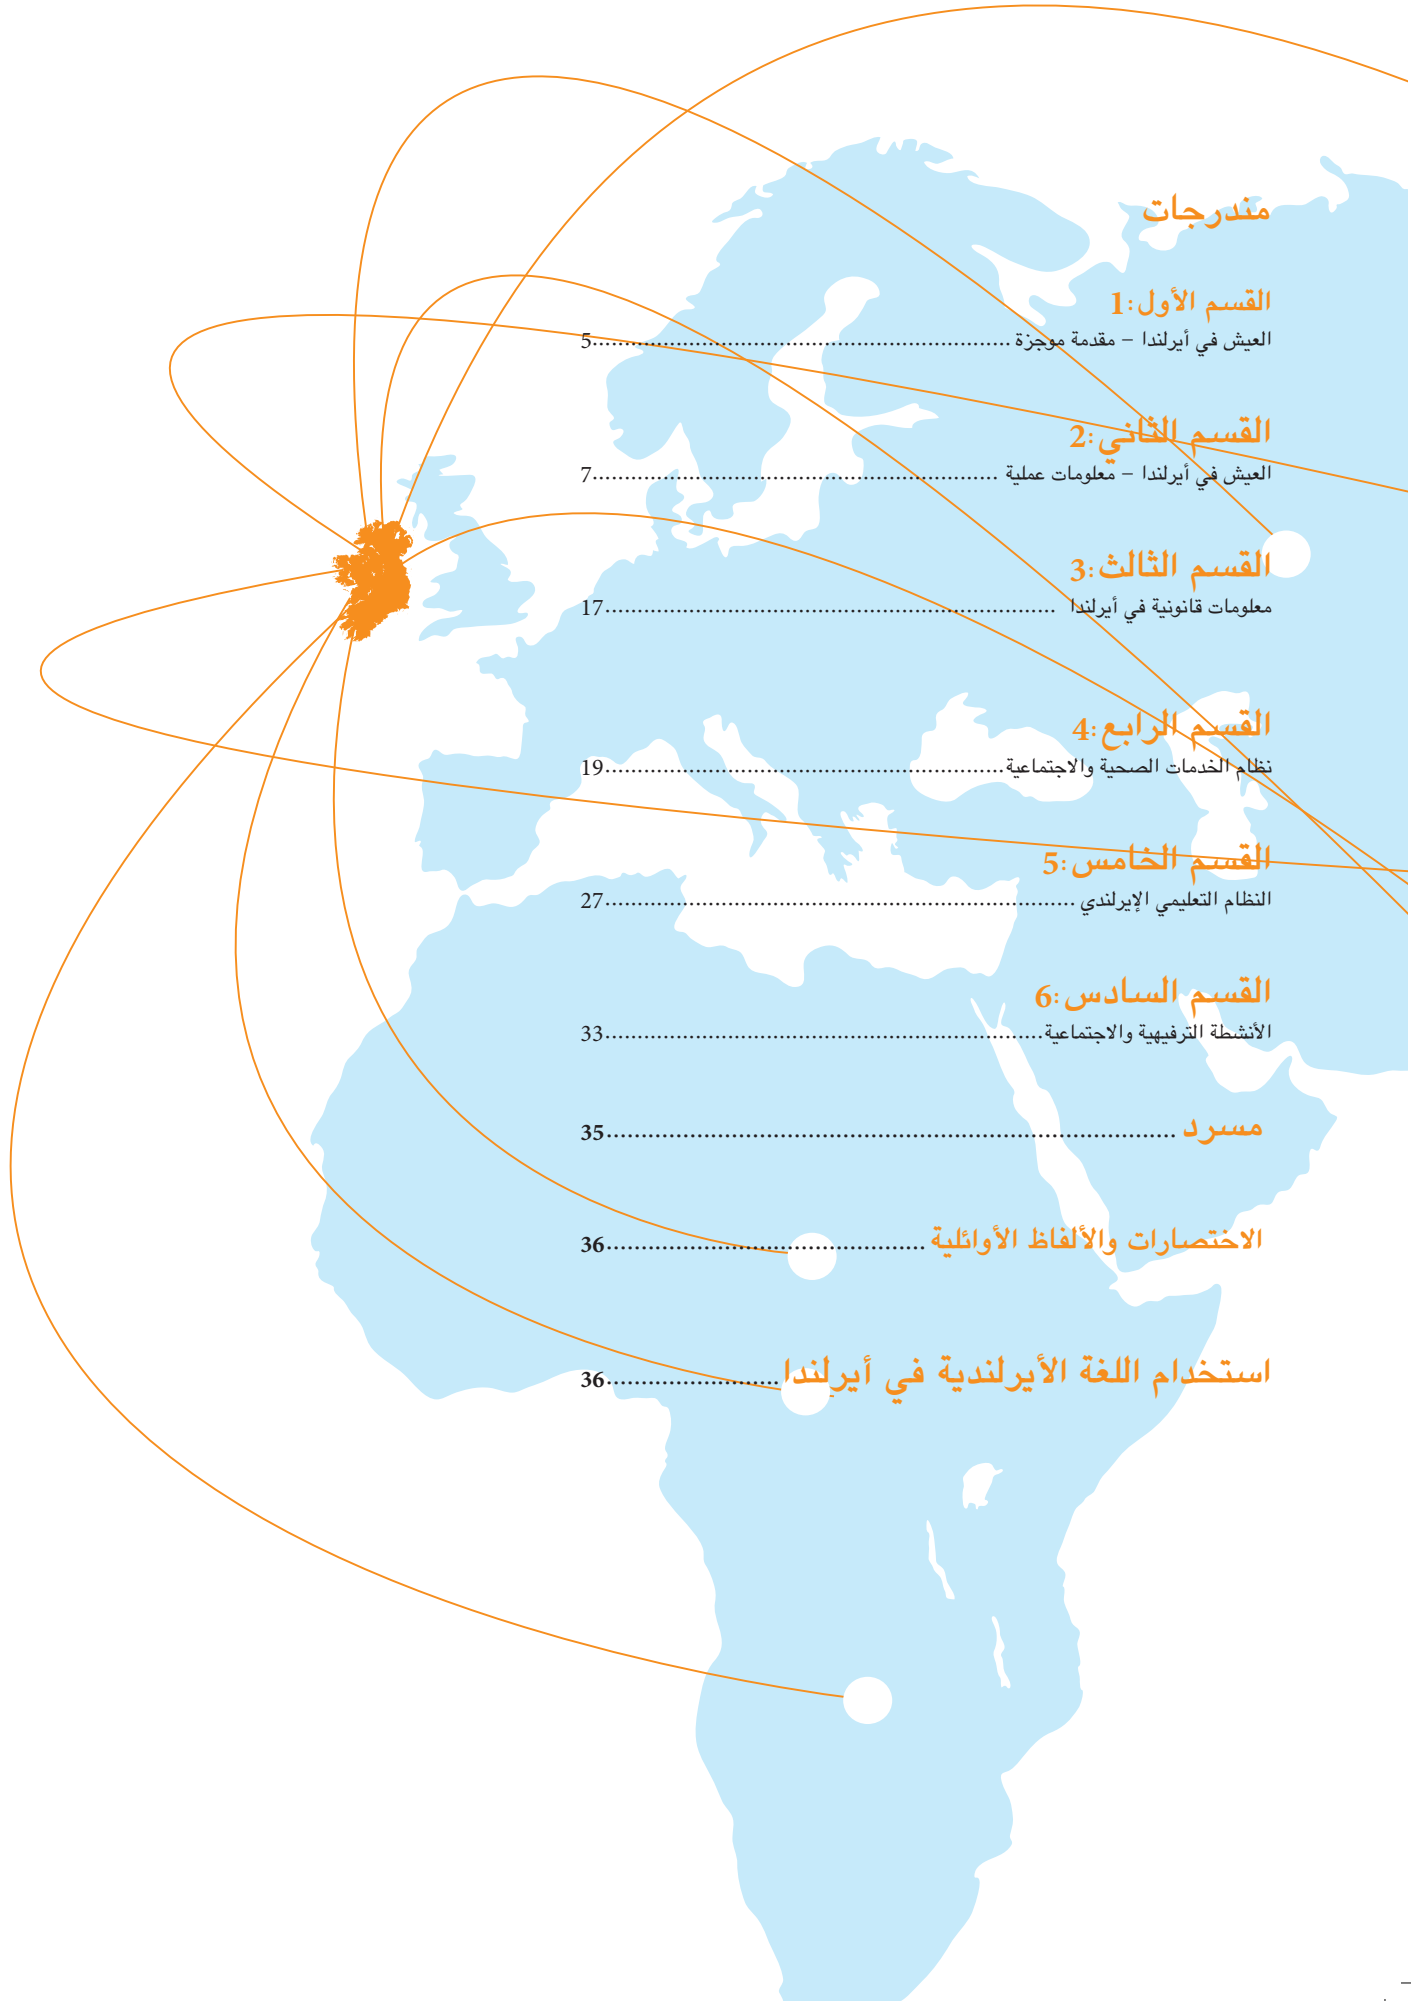 مندرجات
القسم الأول:1
العيش في أيرلندا – مقدمة موجزة ................................................................5
القسم الثاني:2
العيش في أيرلندا – معلومات عملية ...............................................................7
القسم الثالث:3
معلومات قانونية في أيرلندا ......................................................................17
القسم الرابع:4
نظام الخدمات الصحية والاجتماعية..............................................................19
القسم الخامس:5
النظام التعليمي الإيرلندي .........................................................................27
القسم السادس:6
الأنشطة الترفيهية والاجتماعية....................................................................33
مسرد ........................................................................................35
الاختصارات والألفاظ الأوائلية .................................................36
استخدام اللغة الأيرلندية في أيرلندا ...........................36